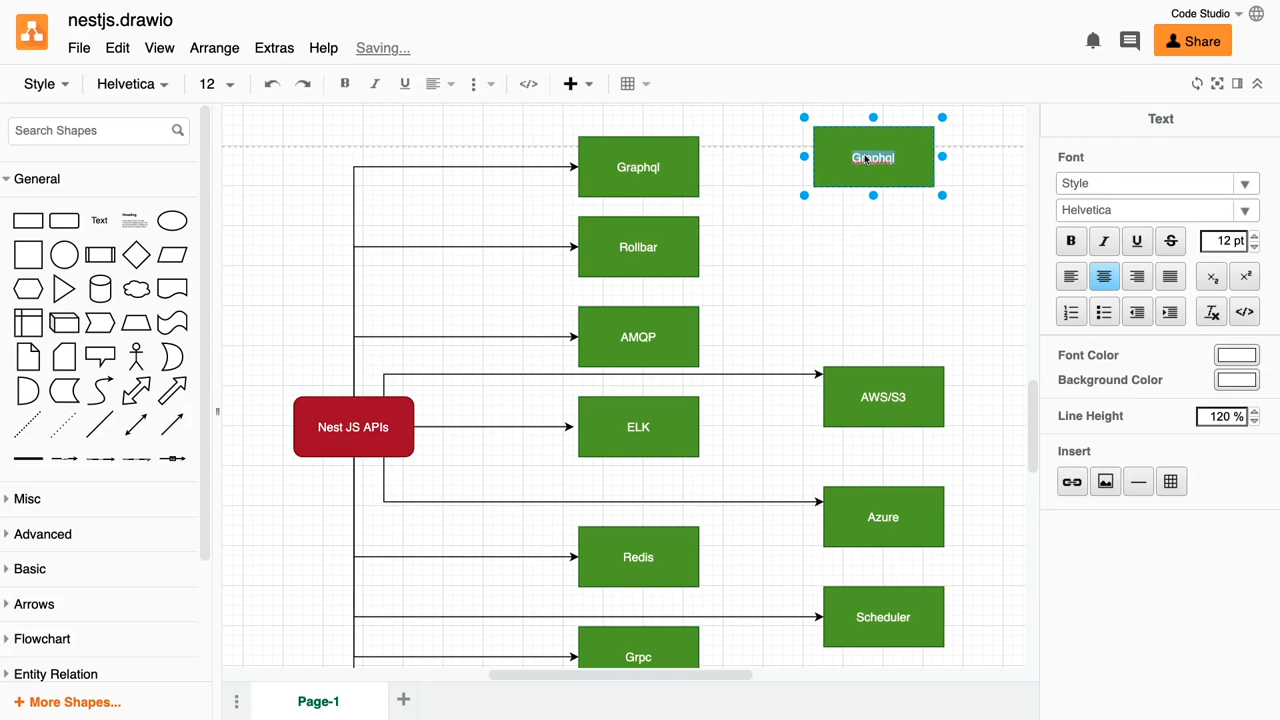 nestjs.drawio
Code Studio
File Edit View Arrange Extras Help Saving...
Share
Style Helvetica 12 B I U </>
Search Shapes
General
Text
Heading
Misc
Advanced
Basic
Arrows
Flowchart
Entity Relation
+ More Shapes...
Graphql
Graphql
Rollbar
AMQP
AWS/S3
Nest JS APIs
ELK
Azure
Redis
Scheduler
Grpc
Page-1
Text
Font
Style
Helvetica
B I U S 12 pt
Font Color
Background Color
Line Height 120 %
Insert